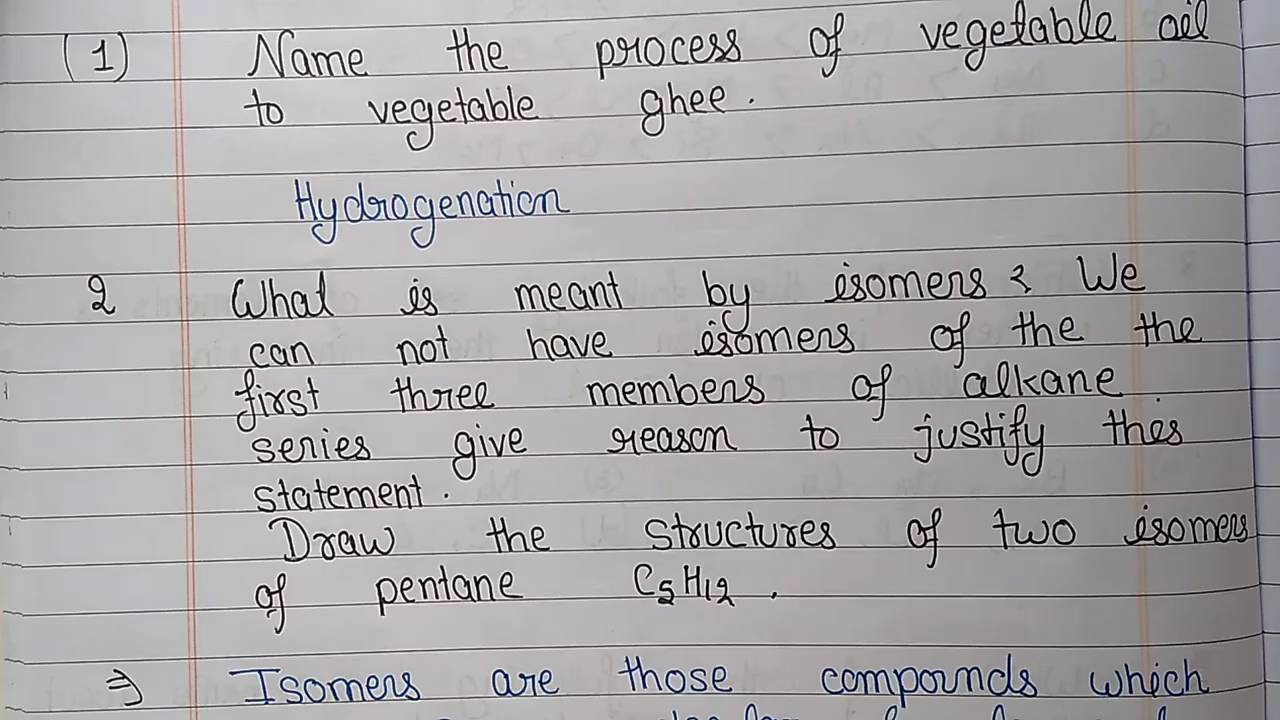 (1) Name the process of vegetable oil
to vegetable ghee.
Hydrogenation
2 What is meant by isomers? We
can not have isomers of the the
first three members of alkane
series give reason to justify this
statement.
Draw the structures of two isomers
of pentane C₅H₁₂.
⇒ Isomers are those compounds which